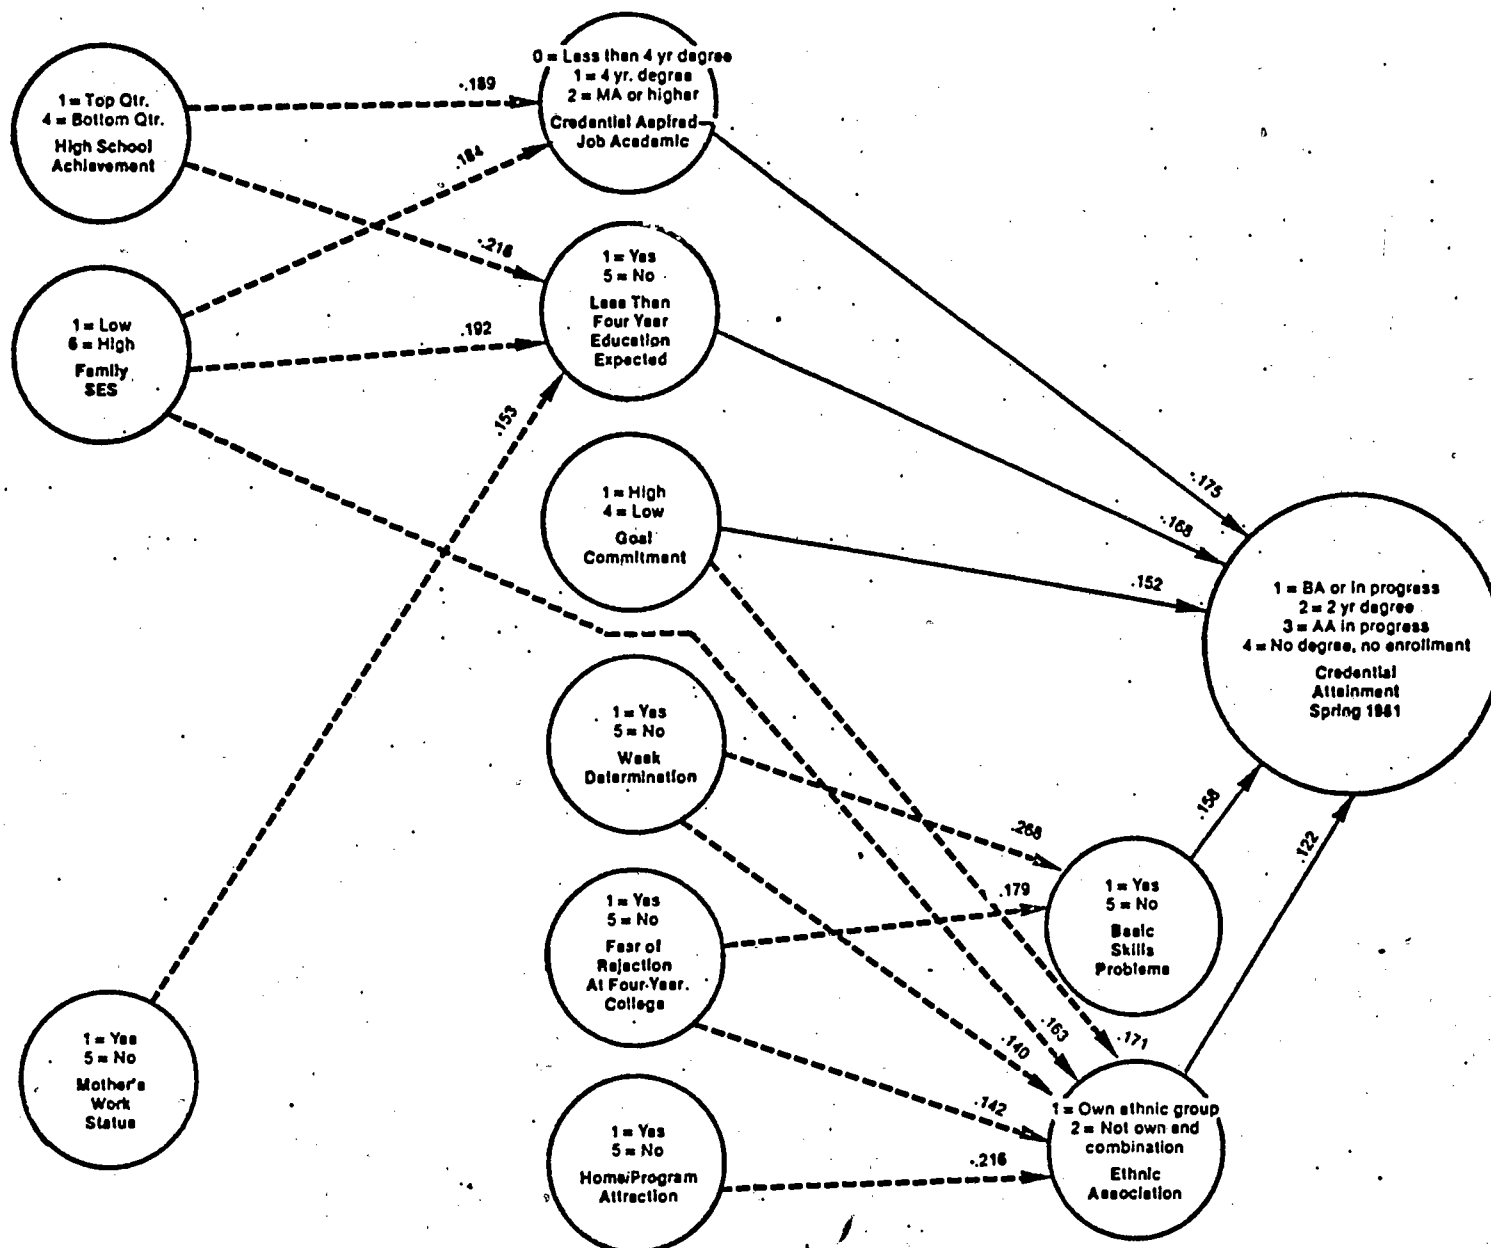 1 = Top Qtr.
4 = Bottom Qtr.
High School
Achievement
-.189
0 = Less than 4 yr degree
1 = 4 yr. degree
2 = MA or higher
Credential Aspired—
Job Academic
.184
-.216
1 = Low
6 = High
Family
SES
.192
1 = Yes
5 = No
Less Than
Four Year
Education
Expected
.153
1 = High
4 = Low
Goal
Commitment
-.175
-.168
.152
1 = BA or in progress
2 = 2 yr degree
3 = AA in progress
4 = No degree, no enrollment
Credential
Attainment
Spring 1981
1 = Yes
5 = No
Weak
Determination
.268
.158
.122
1 = Yes
5 = No
Fear of
Rejection
At Four-Year.
College
.179
1 = Yes
5 = No
Basic
Skills
Problems
1 = Yes
5 = No
Mother's
Work
Status
.140
.163
.171
.142
1 = Yes
5 = No
Home/Program
Attraction
-.216
1 = Own ethnic group
2 = Not own and
combination
Ethnic
Association